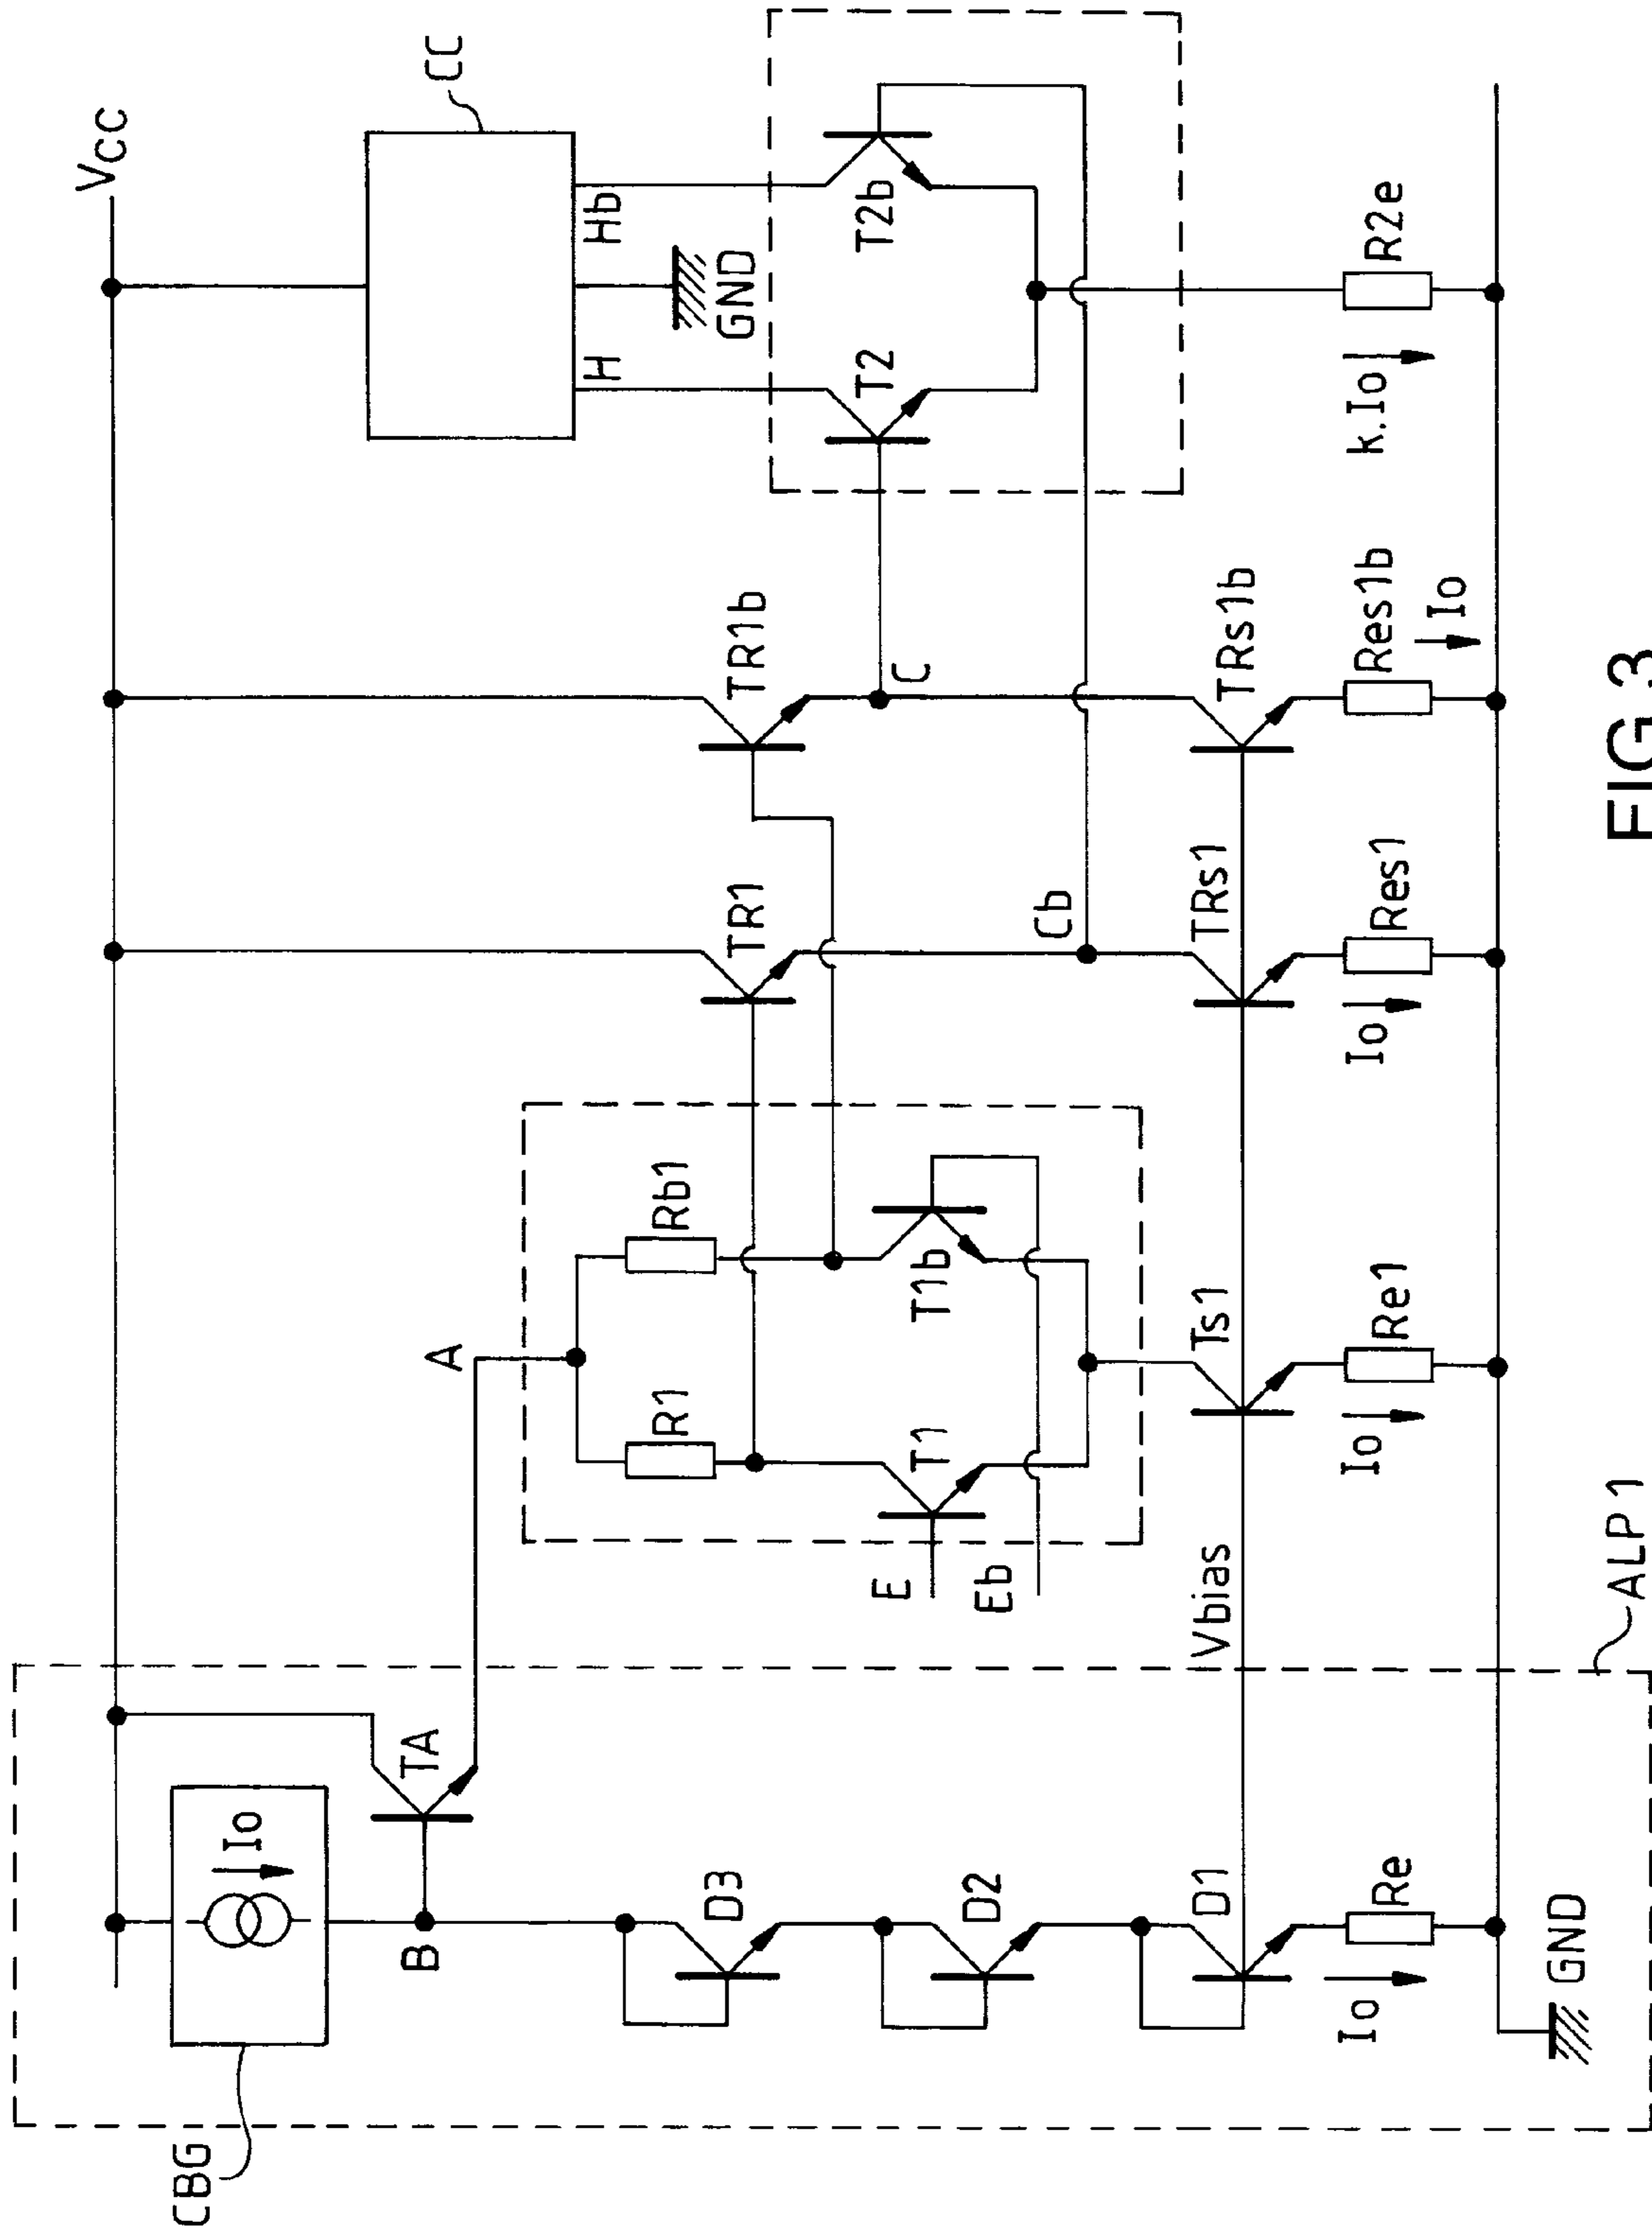 Vcc
CC
CBG
Io
TA
A
B
H
Hb
GND
D3
R1
Rb1
TR1
TR1b
T2
T2b
D2
E
Eb
T1
T1b
C
Cb
Vbias
D1
Ts1
TRs1
TRs1b
Io
Re
Io
Re1
Io
Res1
Res1b
Io
k.Io
R2e
GND
ALP1
FIG.3